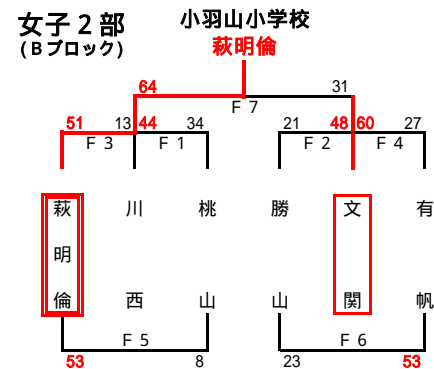 女子２部
(Ｂブロック)
小羽山小学校
萩明倫
64 31
Ｆ７
51 13 44 34 21 48 60 27
Ｆ３ Ｆ１ Ｆ２ Ｆ４
萩明倫 川西 桃山 勝山 文関 有帆
Ｆ５ Ｆ６
53 8 23 53